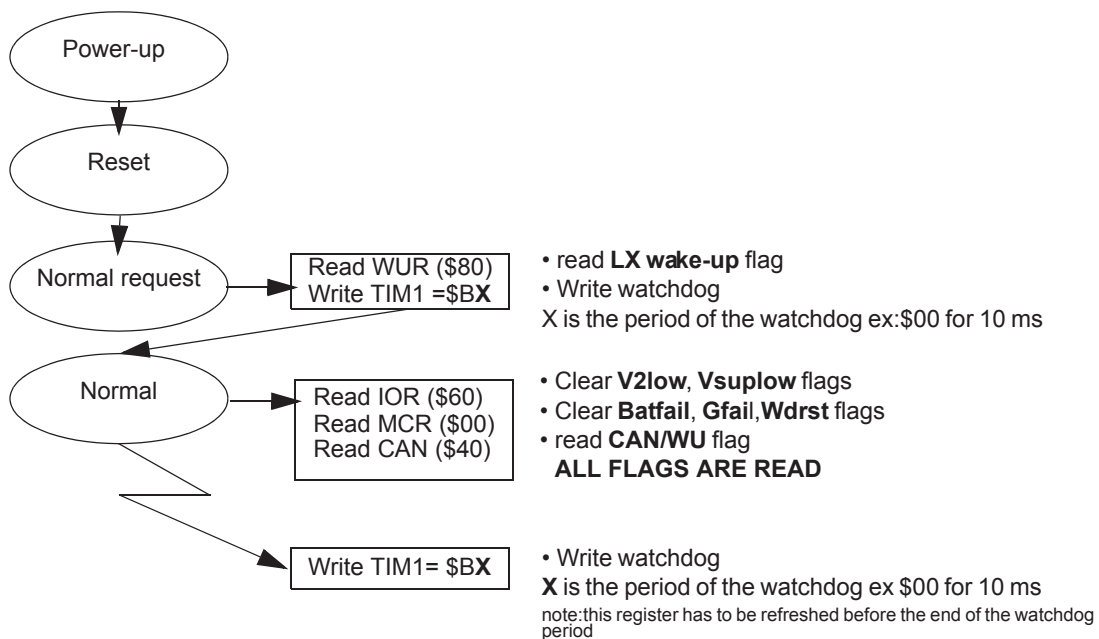 Power-up
Reset
Normal request
Read WUR ($80)
Write TIM1 =$BX
• read LX wake-up flag
• Write watchdog
X is the period of the watchdog ex:$00 for 10 ms
Normal
Read IOR ($60)
Read MCR ($00)
Read CAN ($40)
• Clear V2low, Vsuplow flags
• Clear Batfail, Gfail,Wdrst flags
• read CAN/WU flag
ALL FLAGS ARE READ
Write TIM1= $BX
• Write watchdog
X is the period of the watchdog ex $00 for 10 ms
note:this register has to be refreshed before the end of the watchdog
period